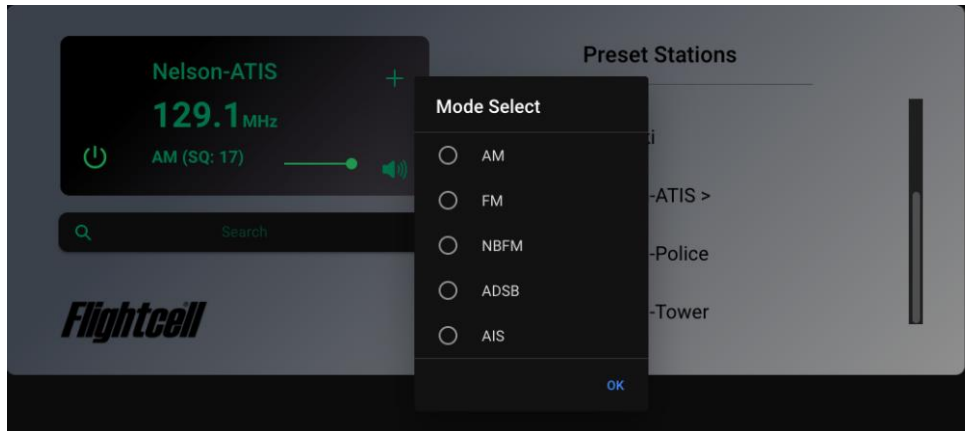 Nelson-ATIS
129.1MHz
AM (SQ: 17)
Search
Flightcell
Preset Stations
-ATIS >
-Police
-Tower
Mode Select
AM
FM
NBFM
ADSB
AIS
OK